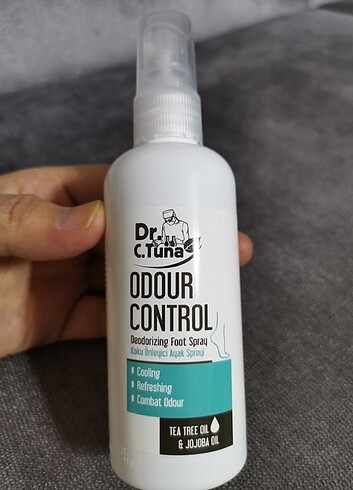 Dr.
C.Tuna
ODOUR
CONTROL
Deodorizing Foot Spray
Koku Önleyici Ayak Spreyi
Cooling
Refreshing
Combat Odour
TEA TREE OIL
& JOJOBA OIL